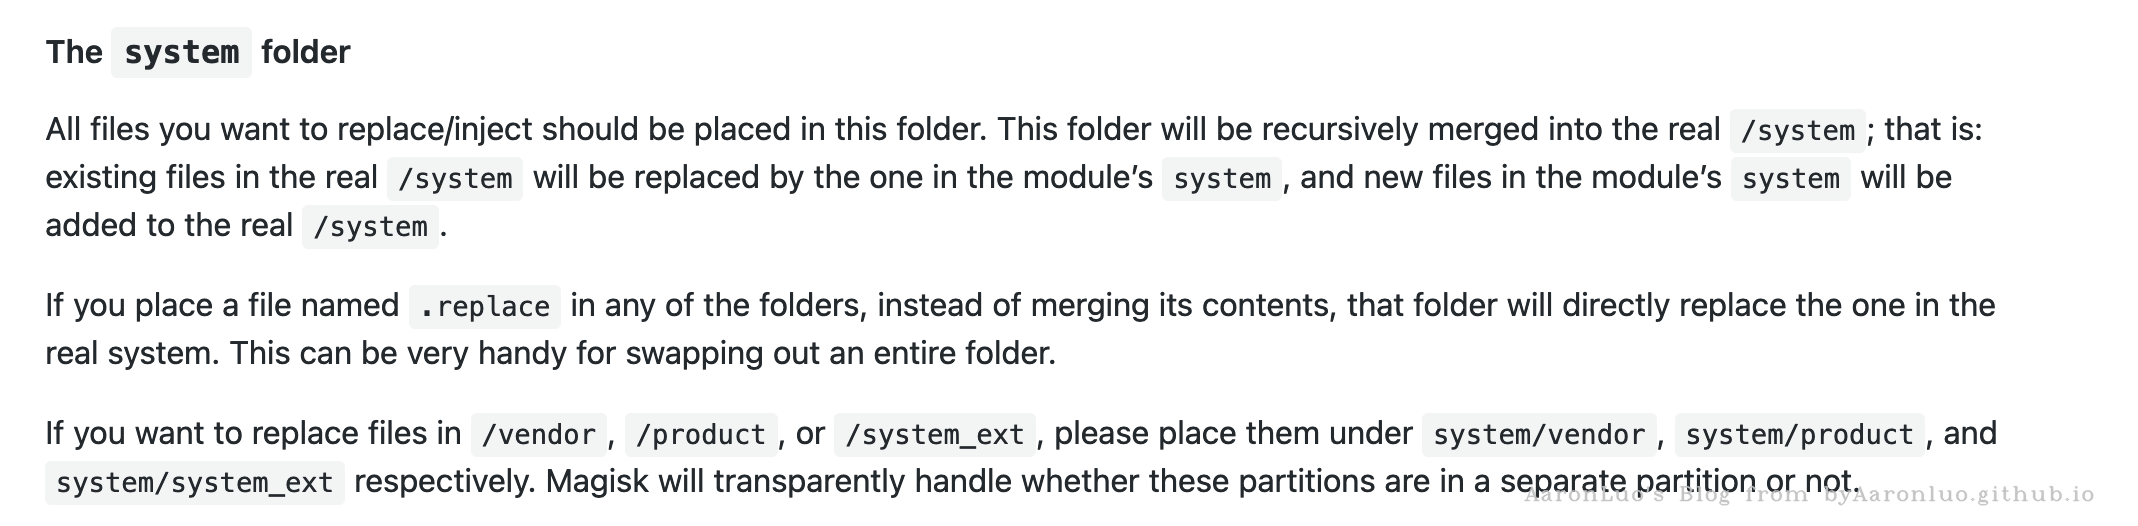 The system folder
All files you want to replace/inject should be placed in this folder. This folder will be recursively merged into the real /system; that is:
existing files in the real /system will be replaced by the one in the module’s system, and new files in the module’s system will be
added to the real /system.
If you place a file named .replace in any of the folders, instead of merging its contents, that folder will directly replace the one in the
real system. This can be very handy for swapping out an entire folder.
If you want to replace files in /vendor, /product, or /system_ext, please place them under system/vendor, system/product, and
system/system_ext respectively. Magisk will transparently handle whether these partitions are in a separate partition or not.
AaronLuo's Blog from byAaronluo.github.io